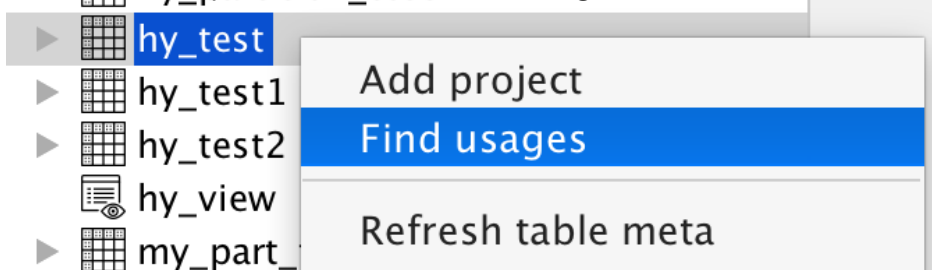 hy_test
hy_test1
hy_test2
hy_view
my_part_
Add project
Find usages
Refresh table meta